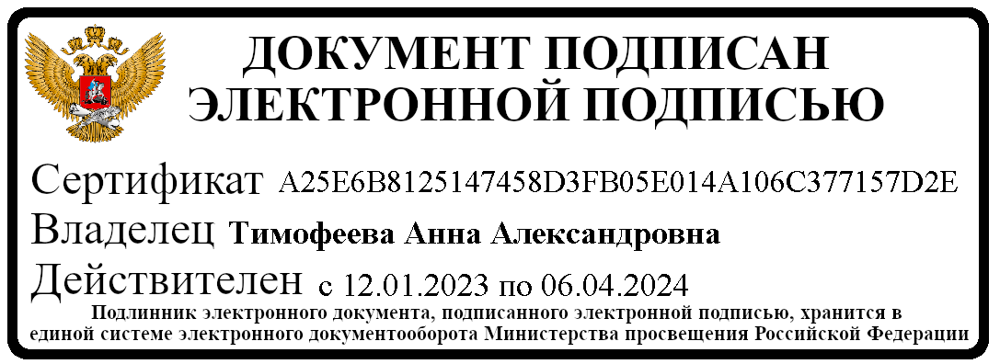 ДОКУМЕНТ ПОДПИСАН
ЭЛЕКТРОННОЙ ПОДПИСЬЮ
Сертификат A25E6B8125147458D3FB05E014A106C377157D2E
Владелец Тимофеева Анна Александровна
Действителен с 12.01.2023 по 06.04.2024
Подлинник электронного документа, подписанного электронной подписью, хранится в
единой системе электронного документооборота Министерства просвещения Российской Федерации